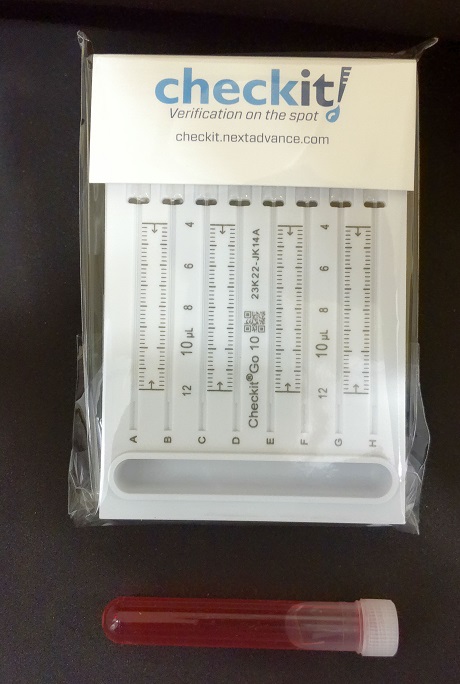 checkit!
Verification on the spot
checkit.nextadvance.com
4
6
8
10 µL
12
Checkit® Go 10
23K22-JK14A
4
6
8
10 µL
12
A B C D E F G H